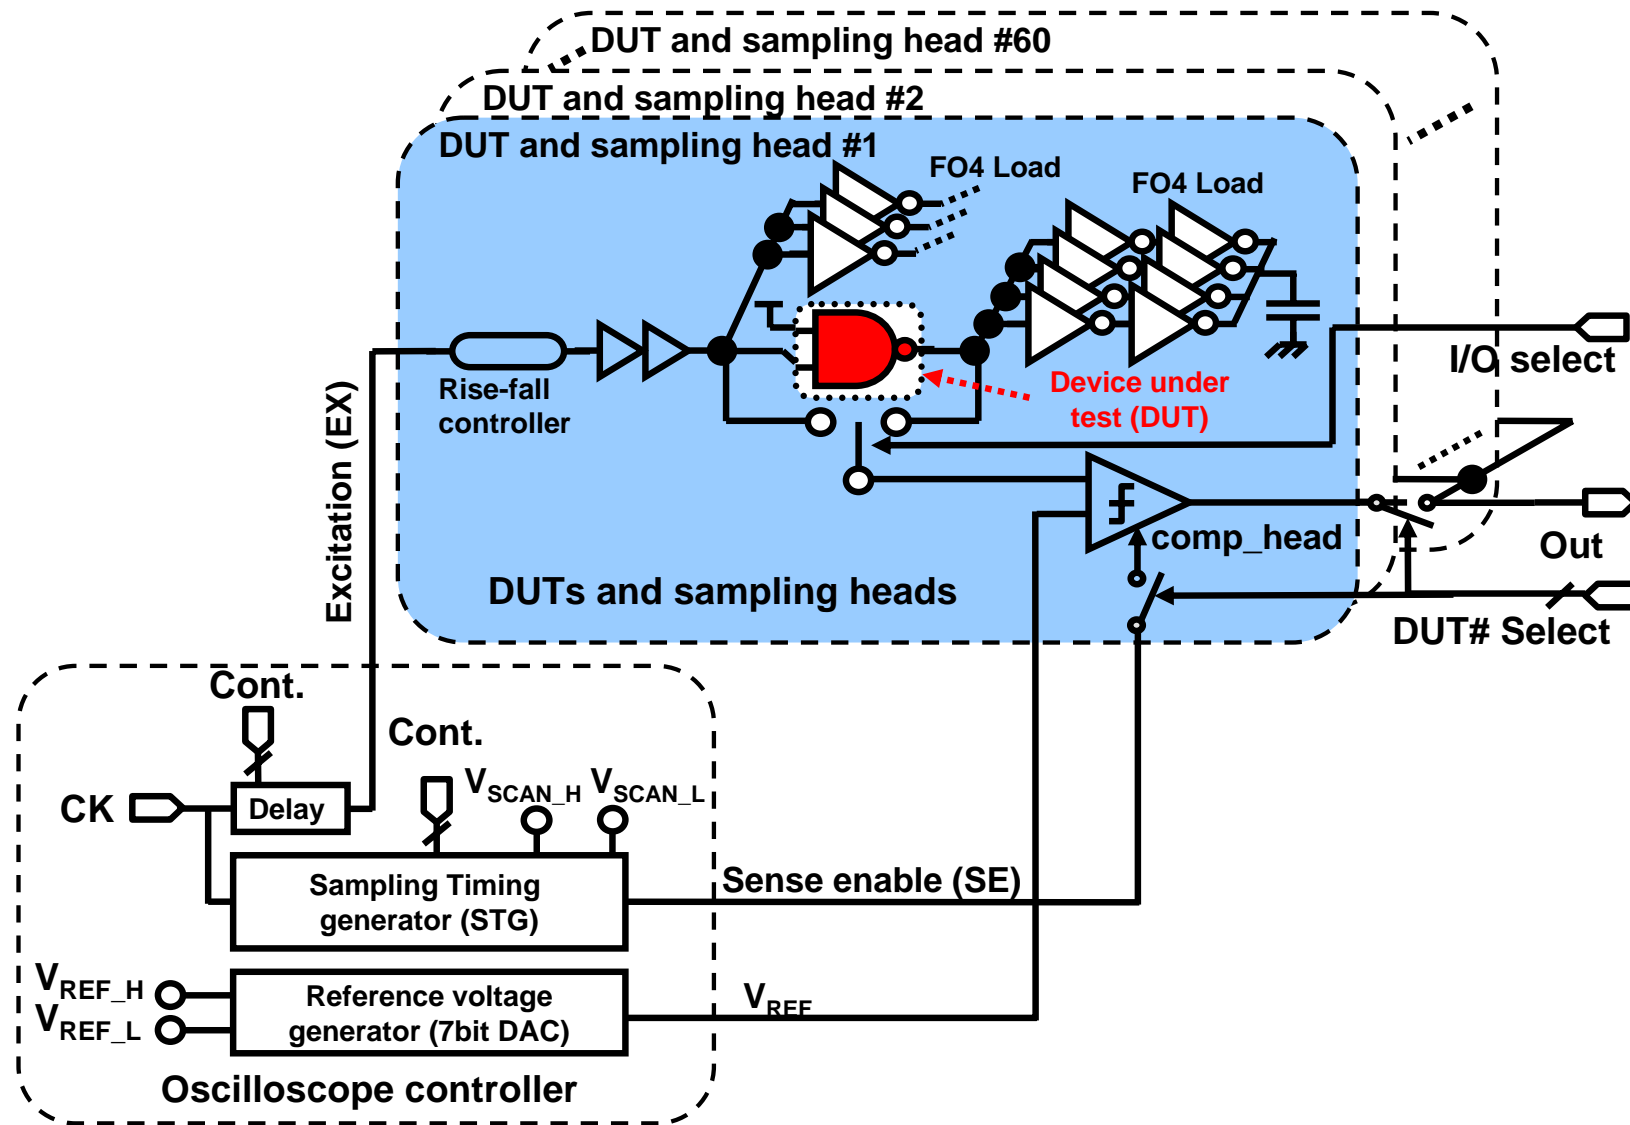 DUT and sampling head #60
DUT and sampling head #2
DUT and sampling head #1
FO4 Load
FO4 Load
I/O select
Rise-fall
controller
Device under
test (DUT)
Excitation (EX)
comp_head
Out
DUTs and sampling heads
DUT# Select
Cont.
Cont.
CK
Delay
VSCAN_H
VSCAN_L
Sampling Timing
generator (STG)
Sense enable (SE)
VREF_H
VREF_L
Reference voltage
generator (7bit DAC)
VREF
Oscilloscope controller